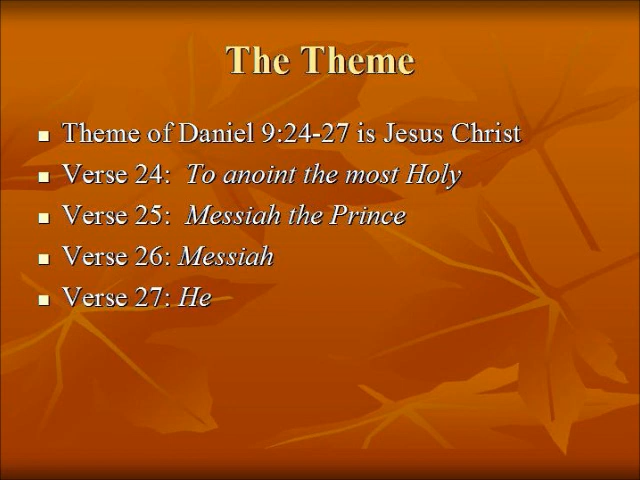 The Theme
Theme of Daniel 9:24-27 is Jesus Christ
Verse 24:  To anoint the most Holy
Verse 25:  Messiah the Prince
Verse 26: Messiah
Verse 27: He